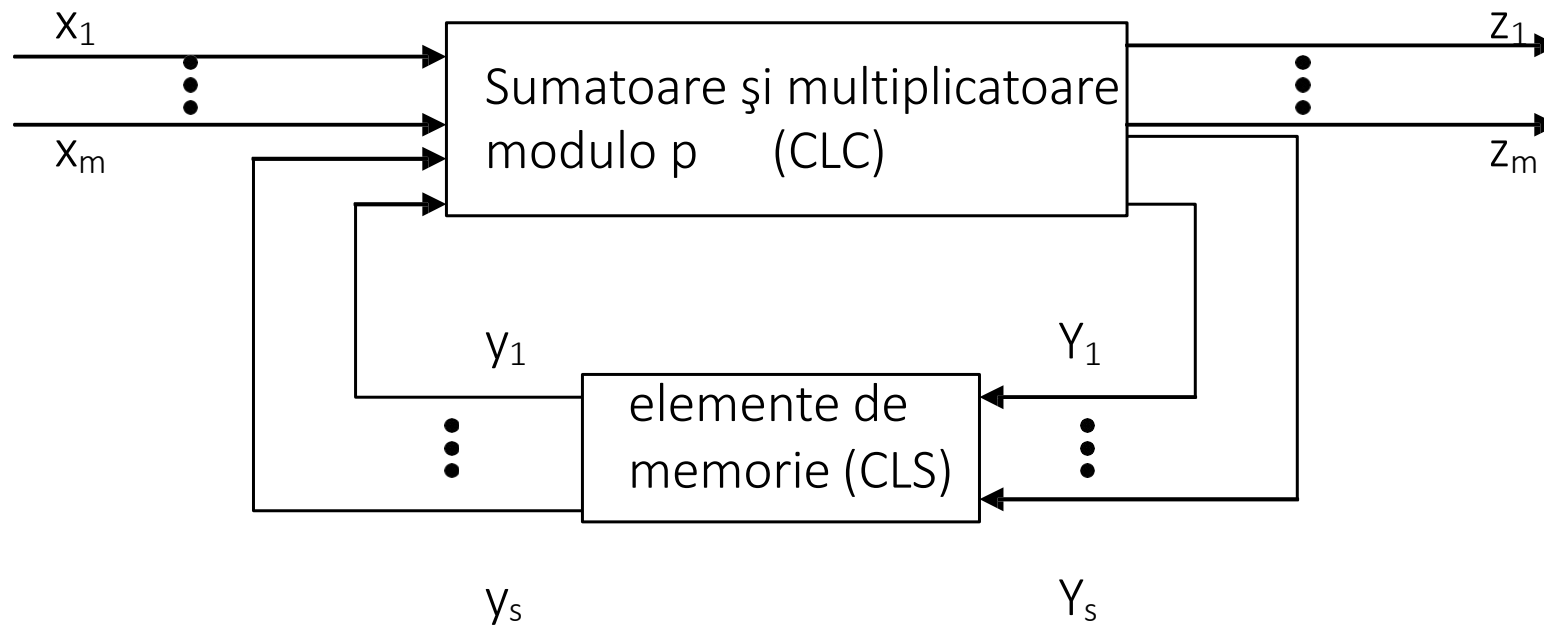 x₁
z₁
Sumatoare şi multiplicatoare
modulo p (CLC)
xₘ
zₘ
y₁
Y₁
elemente de
memorie (CLS)
yₛ
Yₛ